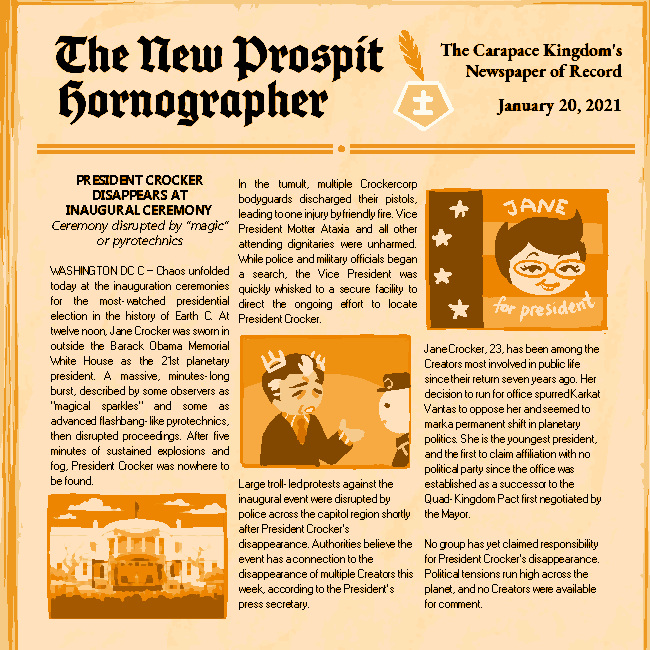 The New Prospit
Hornographer
The Carapace Kingdom's
Newspaper of Record
January 20, 2021
PRESIDENT CROCKER
DISAPPEARS AT
INAUGURAL CEREMONY
Ceremony disrupted by "magic"
or pyrotechnics
WASHINGTON DC C – Chaos unfolded
today at the inauguration ceremonies
for the most-watched presidential
election in the history of Earth C. At
twelve noon, Jane Crocker was sworn in
outside the Barack Obama Memorial
White House as the 21st planetary
president. A massive, minutes-long
burst, described by some observers as
"magical sparkles" and some as
advanced flashbang-like pyrotechnics,
then disrupted proceedings. After five
minutes of sustained explosions and
fog, President Crocker was nowhere to
be found.
In the tumult, multiple Crockercorp
bodyguards discharged their pistols,
leading to one injury by friendly fire. Vice
President Motter Ataxia and all other
attending dignitaries were unharmed.
While police and military officials began
a search, the Vice President was
quickly whisked to a secure facility to
direct the ongoing effort to locate
President Crocker.
Large troll-led protests against the
inaugural event were disrupted by
police across the capitol region shortly
after President Crocker's
disappearance. Authorities believe the
event has a connection to the
disappearance of multiple Creators this
week, according to the President's
press secretary.
JANE
for president
Jane Crocker, 23, has been among the
Creators most involved in public life
since their return seven years ago. Her
decision to run for office spurred Karkat
Vantas to oppose her and seemed to
mark a permanent shift in planetary
politics. She is the youngest president,
and the first to claim affiliation with no
political party since the office was
established as a successor to the
Quad-Kingdom Pact first negotiated by
the Mayor.
No group has yet claimed responsibility
for President Crocker's disappearance.
Political tensions run high across the
planet, and no Creators were available
for comment.